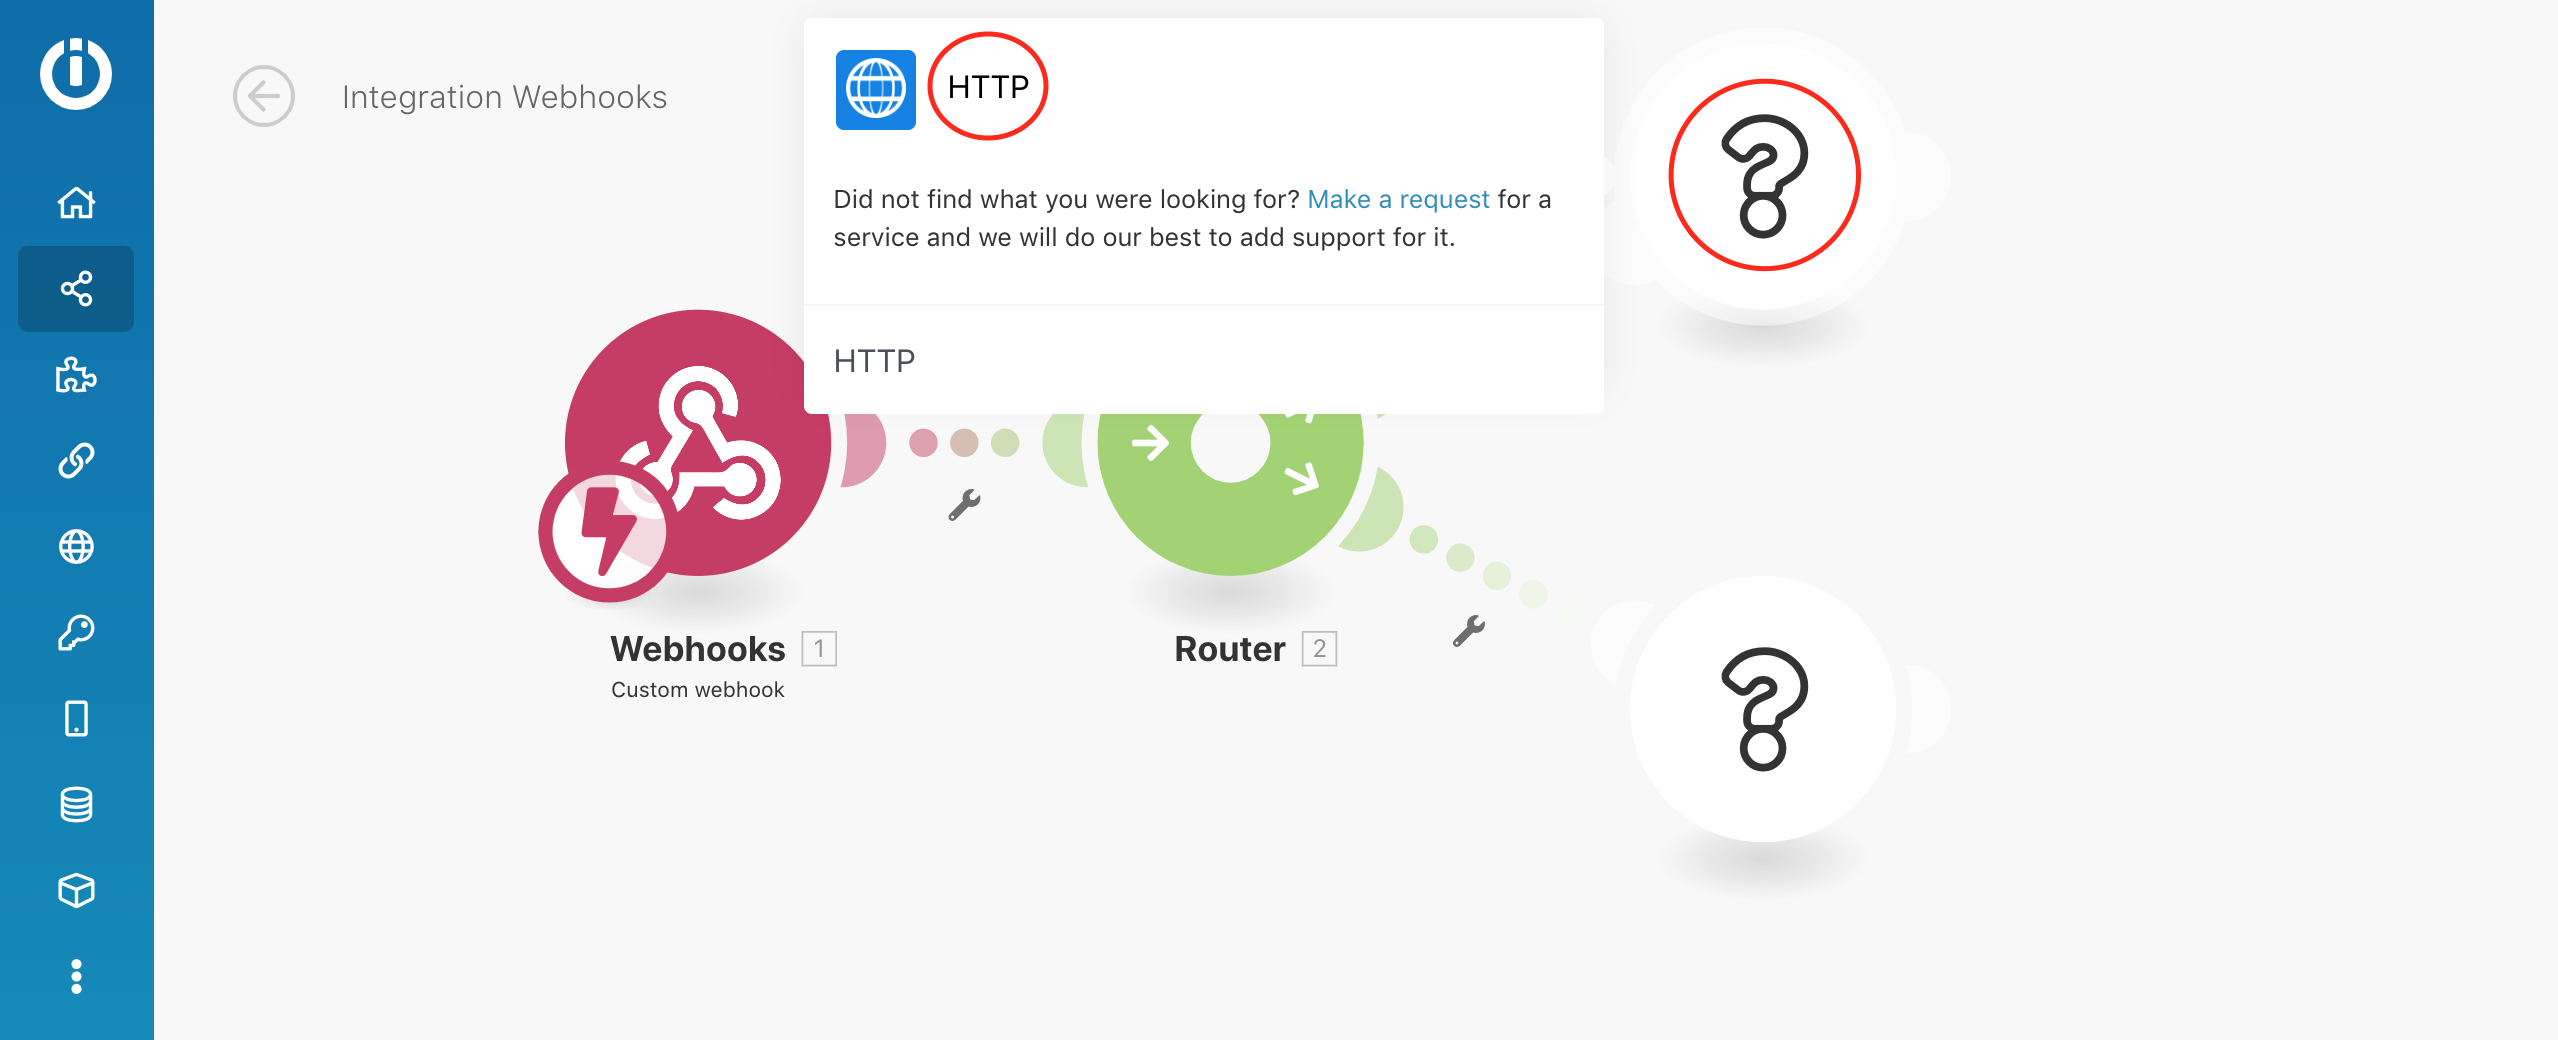 Integration Webhooks
HTTP
Did not find what you were looking for? Make a request for a
service and we will do our best to add support for it.
HTTP
Webhooks 1
Custom webhook
Router 2